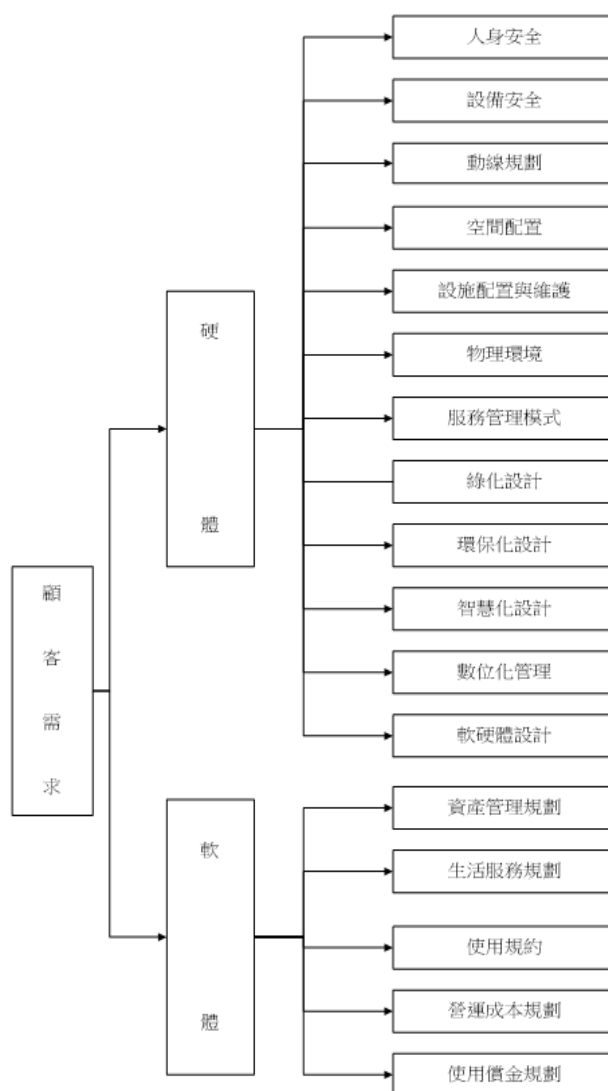 顧客需求
硬體
軟體
人身安全
設備安全
動線規劃
空間配置
設施配置與維護
物理環境
服務管理模式
綠化設計
環保化設計
智慧化設計
數位化管理
軟硬體設計
資產管理規劃
生活服務規劃
使用規約
營運成本規劃
使用償金規劃